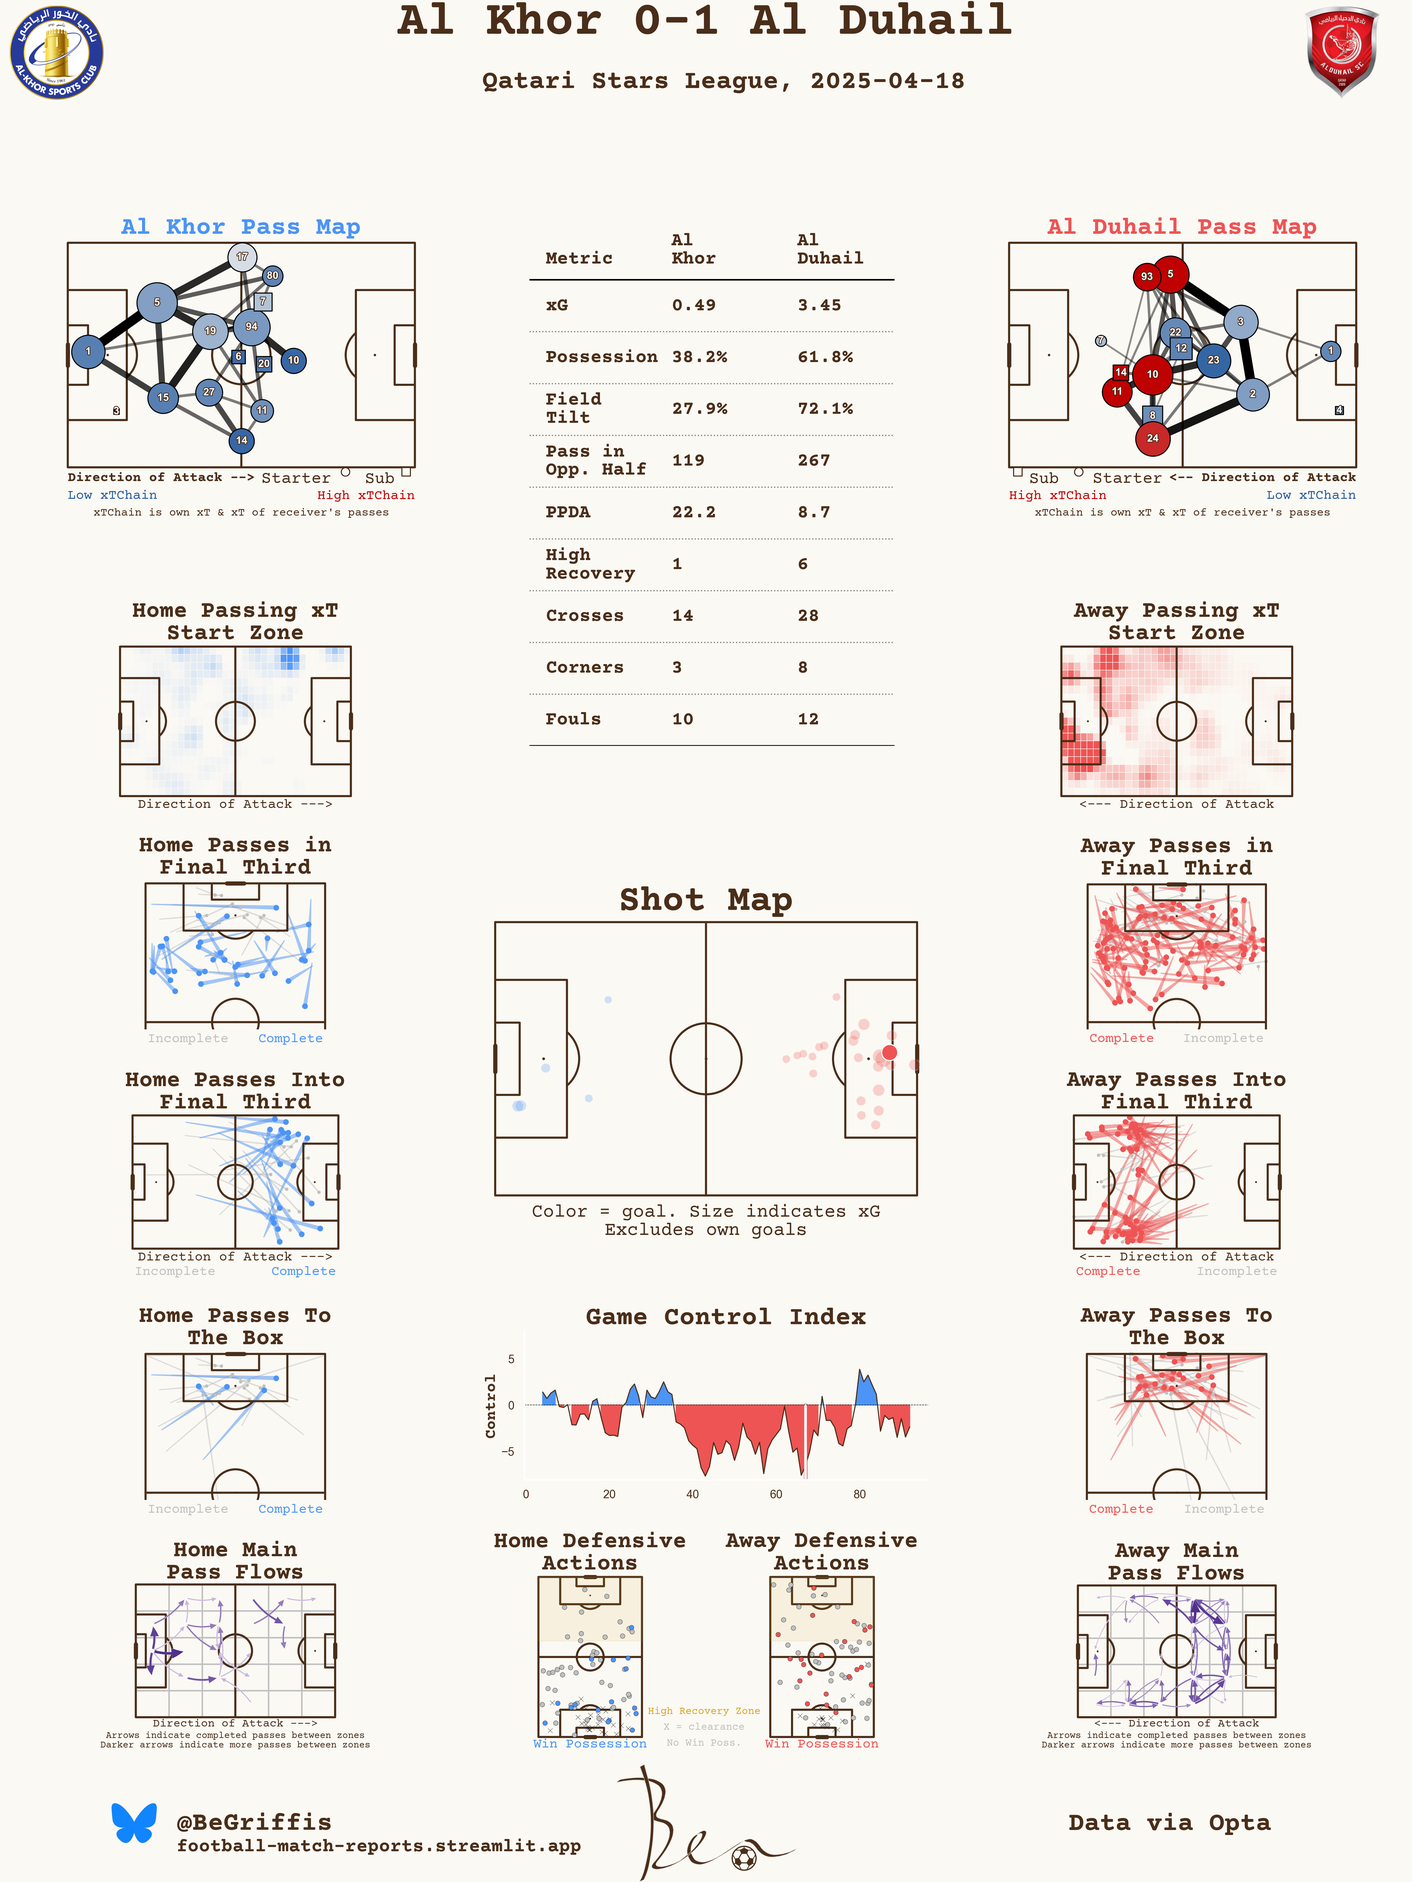 Al Khor 0-1 Al Duhail
Qatari Stars League, 2025-04-18
نادي الخور الرياضي
AL-KHOR SPORTS CLUB
نادي الدحيل الرياضي
ALDUHAIL SC
Al Khor Pass Map
17
80
7
5
19
94
1
6
20
10
15
27
11
3
14
Direction of Attack --> Starter Sub
Low xTChain High xTChain
xTChain is own xT & xT of receiver's passes
Metric Al Khor Al Duhail
xG 0.49 3.45
Possession 38.2% 61.8%
Field Tilt 27.9% 72.1%
Pass in Opp. Half 119 267
PPDA 22.2 8.7
High Recovery 1 6
Crosses 14 28
Corners 3 8
Fouls 10 12
Al Duhail Pass Map
93
5
3
22
7
12
1
23
14
10
11
2
8
4
24
Sub Starter <-- Direction of Attack
High xTChain Low xTChain
xTChain is own xT & xT of receiver's passes
Home Passing xT
Start Zone
Direction of Attack --->
Away Passing xT
Start Zone
<--- Direction of Attack
Home Passes in
Final Third
Incomplete Complete
Away Passes in
Final Third
Complete Incomplete
Shot Map
Color = goal. Size indicates xG
Excludes own goals
Home Passes Into
Final Third
Direction of Attack --->
Incomplete Complete
Away Passes Into
Final Third
<--- Direction of Attack
Complete Incomplete
Home Passes To
The Box
Incomplete Complete
Game Control Index
Control
5
0
−5
0 20 40 60 80
Away Passes To
The Box
Complete Incomplete
Home Main
Pass Flows
Direction of Attack --->
Arrows indicate completed passes between zones
Darker arrows indicate more passes between zones
Home Defensive
Actions
Win Possession
High Recovery Zone
X = clearance
No Win Poss.
Away Defensive
Actions
Win Possession
Away Main
Pass Flows
<--- Direction of Attack
Arrows indicate completed passes between zones
Darker arrows indicate more passes between zones
@BeGriffis
football-match-reports.streamlit.app
Ben
Data via Opta